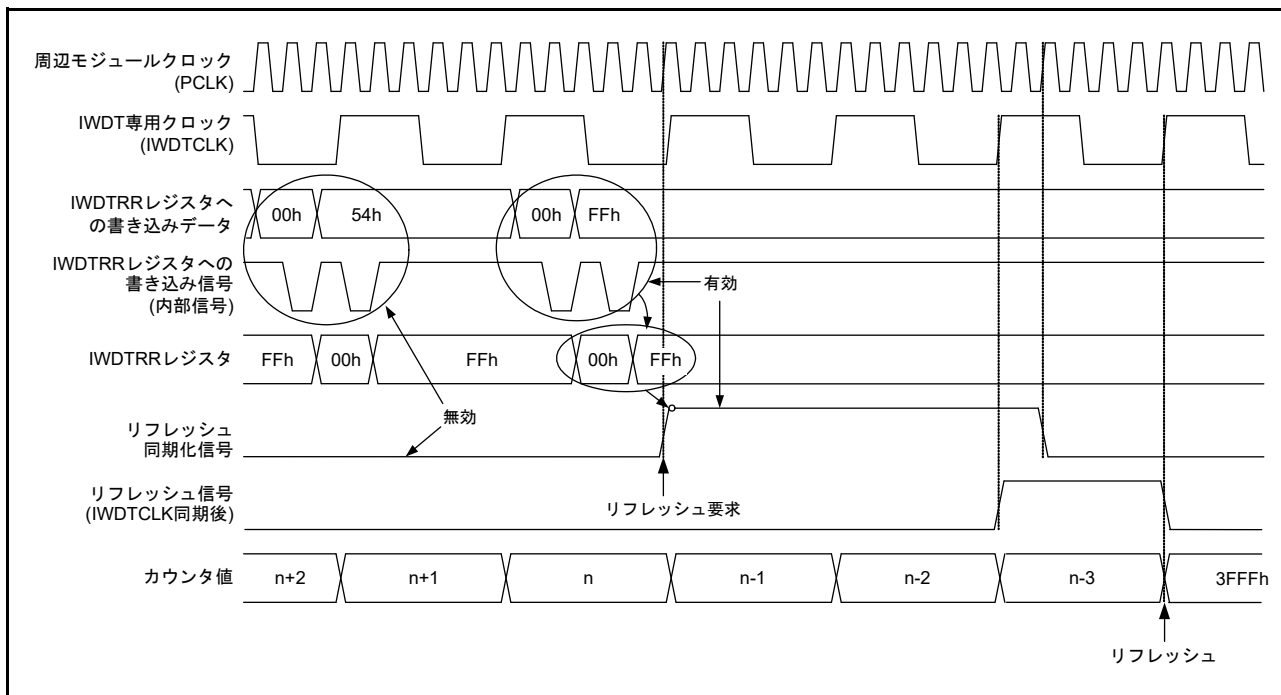 周辺モジュールクロック
(PCLK)
IWDT専用クロック
(IWDTCLK)
IWDTRRレジスタへ
の書き込みデータ
00h
54h
00h
FFh
IWDTRRレジスタへの
書き込み信号
(内部信号)
有効
IWDTRRレジスタ
FFh
00h
FFh
00h
FFh
無効
リフレッシュ
同期化信号
リフレッシュ要求
リフレッシュ信号
(IWDTCLK同期後)
カウンタ値
n+2
n+1
n
n-1
n-2
n-3
3FFFh
リフレッシュ